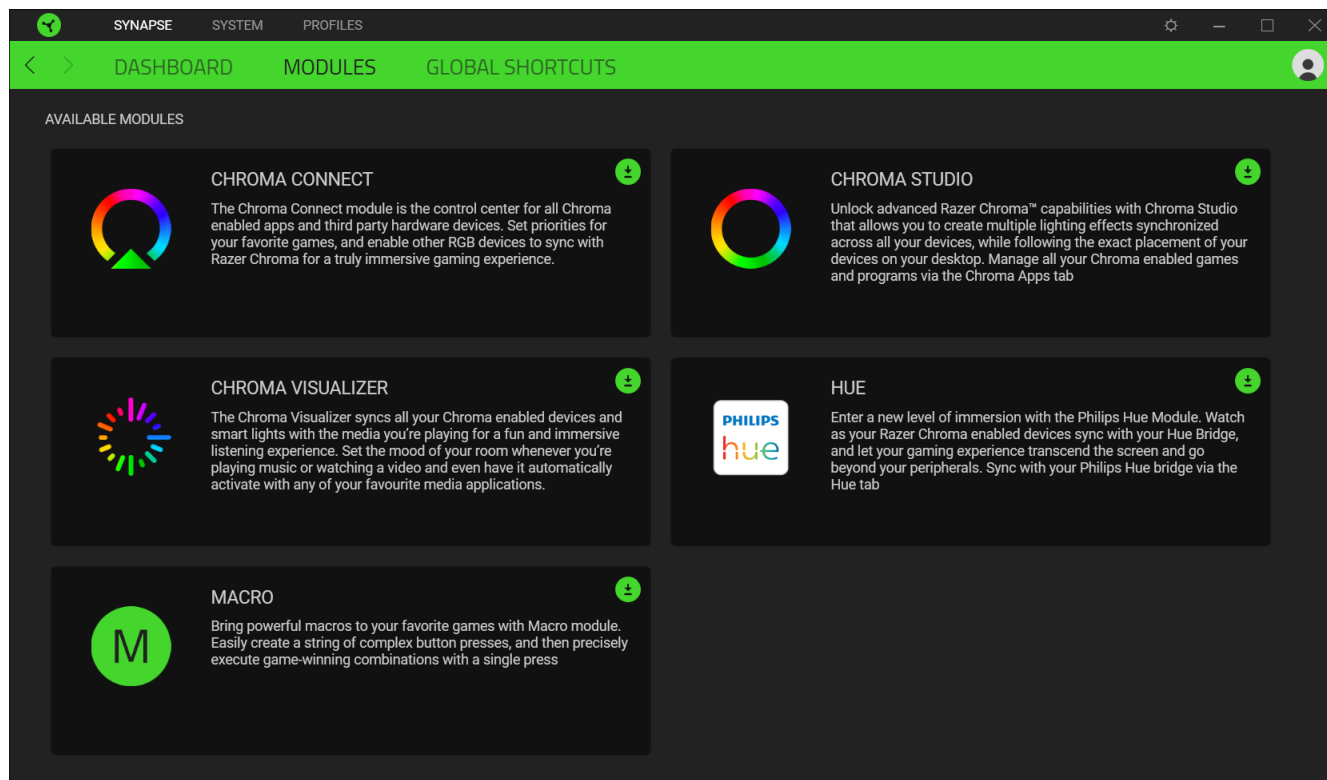 SYNAPSE SYSTEM PROFILES
DASHBOARD MODULES GLOBAL SHORTCUTS
AVAILABLE MODULES
CHROMA CONNECT
The Chroma Connect module is the control center for all Chroma
enabled apps and third party hardware devices. Set priorities for
your favorite games, and enable other RGB devices to sync with
Razer Chroma for a truly immersive gaming experience.
CHROMA STUDIO
Unlock advanced Razer Chroma™ capabilities with Chroma Studio
that allows you to create multiple lighting effects synchronized
across all your devices, while following the exact placement of your
devices on your desktop. Manage all your Chroma enabled games
and programs via the Chroma Apps tab
CHROMA VISUALIZER
The Chroma Visualizer syncs all your Chroma enabled devices and
smart lights with the media you're playing for a fun and immersive
listening experience. Set the mood of your room whenever you're
playing music or watching a video and even have it automatically
activate with any of your favourite media applications.
PHILIPS
hue
HUE
Enter a new level of immersion with the Philips Hue Module. Watch
as your Razer Chroma enabled devices sync with your Hue Bridge,
and let your gaming experience transcend the screen and go
beyond your peripherals. Sync with your Philips Hue bridge via the
Hue tab
M
MACRO
Bring powerful macros to your favorite games with Macro module.
Easily create a string of complex button presses, and then precisely
execute game-winning combinations with a single press